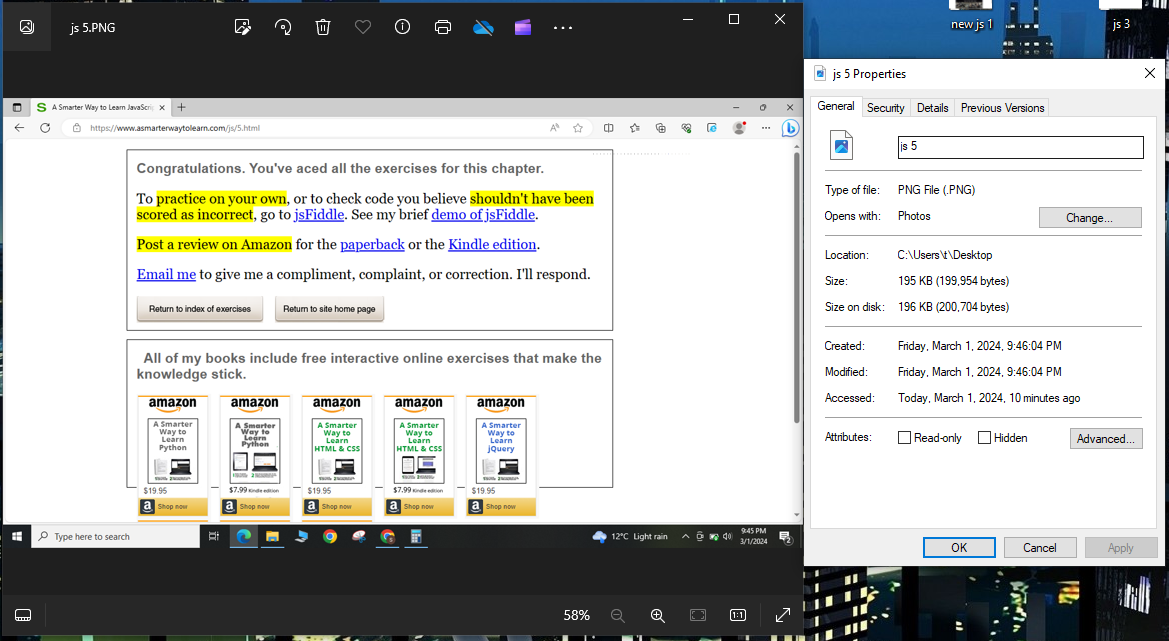 js 5.PNG
58%
A Smarter Way to Learn JavaScri
https://www.asmarterwaytolearn.com/js/5.html
Congratulations. You've aced all the exercises for this chapter.
To practice on your own, or to check code you believe shouldn't have been
scored as incorrect, go to jsFiddle. See my brief demo of jsFiddle.
Post a review on Amazon for the paperback or the Kindle edition.
Email me to give me a compliment, complaint, or correction. I'll respond.
Return to index of exercises Return to site home page
All of my books include free interactive online exercises that make the
knowledge stick.
amazon amazon amazon amazon amazon
A Smarter Way to Learn Python
A Smarter Way to Learn Python
A Smarter Way to Learn HTML & CSS
A Smarter Way to Learn HTML & CSS
A Smarter Way to Learn jQuery
$19.95 $7.99 Kindle edition $19.95 $7.99 Kindle edition $19.95
Shop now Shop now Shop now Shop now Shop now
Type here to search
12°C Light rain
9:45 PM
3/1/2024
new js 1
js 3
js 5 Properties
General Security Details Previous Versions
js 5
Type of file: PNG File (.PNG)
Opens with: Photos Change...
Location: C:\Users\t\Desktop
Size: 195 KB (199,954 bytes)
Size on disk: 196 KB (200,704 bytes)
Created: Friday, March 1, 2024, 9:46:04 PM
Modified: Friday, March 1, 2024, 9:46:04 PM
Accessed: Today, March 1, 2024, 10 minutes ago
Attributes: Read-only Hidden Advanced...
OK Cancel Apply